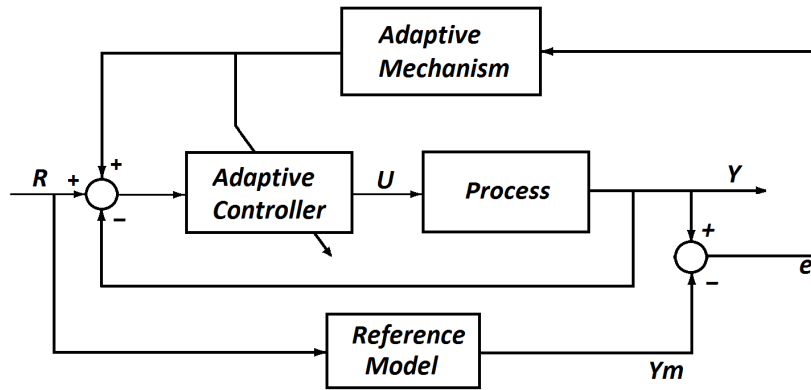 Adaptive
Mechanism
R
+
+
−
Adaptive
Controller
U
Process
Y
+
−
e
Reference
Model
Ym